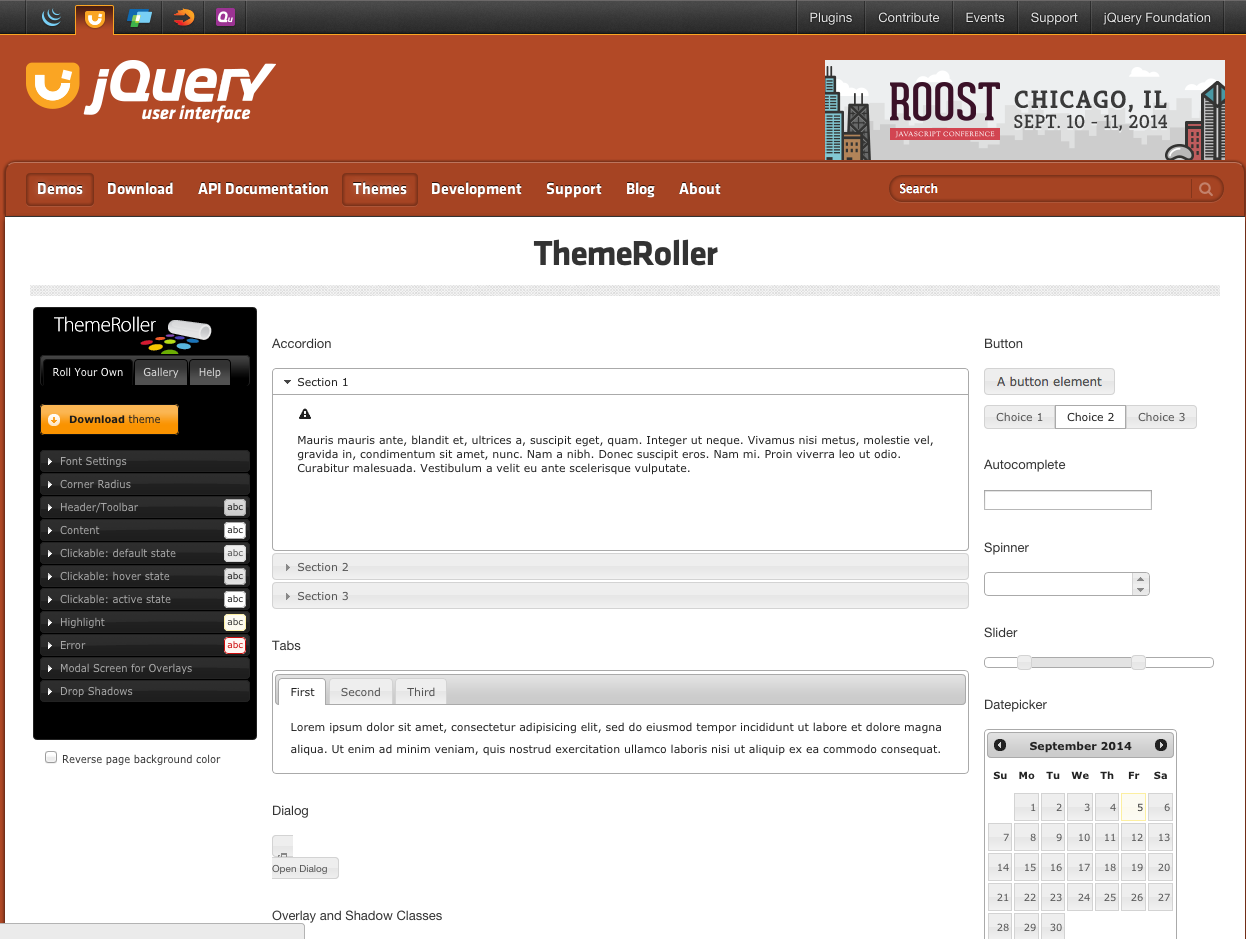 Qu
Plugins
Contribute
Events
Support
jQuery Foundation
jQuery
user interface
ROOST
JAVASCRIPT CONFERENCE
CHICAGO, IL
SEPT. 10 - 11, 2014
Demos
Download
API Documentation
Themes
Development
Support
Blog
About
Search
ThemeRoller
ThemeRoller
Roll Your Own
Gallery
Help
Download theme
Font Settings
Corner Radius
Header/Toolbar abc
Content abc
Clickable: default state abc
Clickable: hover state abc
Clickable: active state abc
Highlight abc
Error abc
Modal Screen for Overlays
Drop Shadows
Reverse page background color
Accordion
Section 1
Mauris mauris ante, blandit et, ultrices a, suscipit eget, quam. Integer ut neque. Vivamus nisi metus, molestie vel,
gravida in, condimentum sit amet, nunc. Nam a nibh. Donec suscipit eros. Nam mi. Proin viverra leo ut odio.
Curabitur malesuada. Vestibulum a velit eu ante scelerisque vulputate.
Section 2
Section 3
Tabs
First
Second
Third
Lorem ipsum dolor sit amet, consectetur adipisicing elit, sed do eiusmod tempor incididunt ut labore et dolore magna
aliqua. Ut enim ad minim veniam, quis nostrud exercitation ullamco laboris nisi ut aliquip ex ea commodo consequat.
Dialog
Open Dialog
Overlay and Shadow Classes
Button
A button element
Choice 1
Choice 2
Choice 3
Autocomplete
Spinner
Slider
Datepicker
September 2014
Su Mo Tu We Th Fr Sa
1 2 3 4 5 6
7 8 9 10 11 12 13
14 15 16 17 18 19 20
21 22 23 24 25 26 27
28 29 30